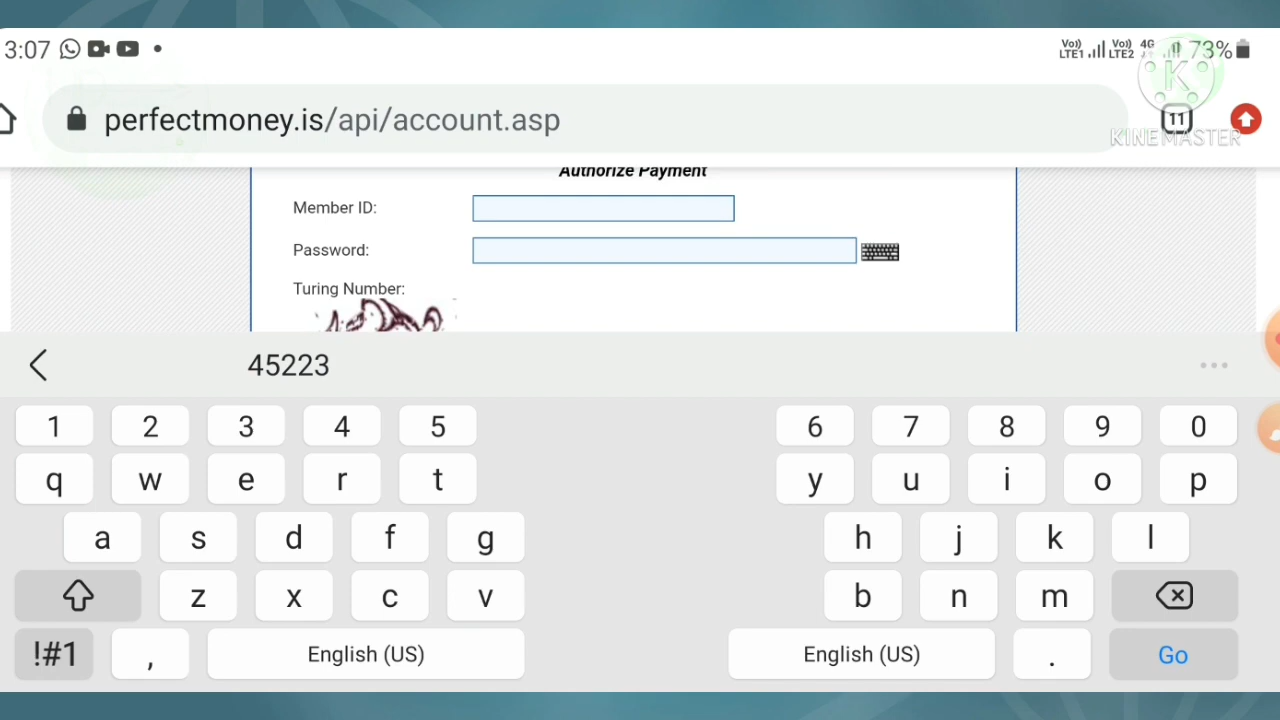 3:07 Vo)) LTE1 Vo)) LTE2 4G 73%
perfectmoney.is/api/account.asp 11
K
KINEMASTER
Authorize Payment
Member ID:
Password:
Turing Number:
45223
1 2 3 4 5 6 7 8 9 0
q w e r t y u i o p
a s d f g h j k l
z x c v b n m
!#1 , English (US) English (US) . Go